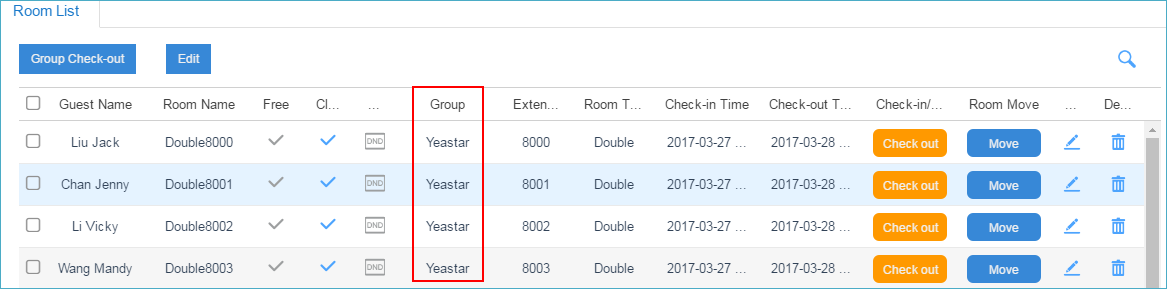 Room List
Group Check-out Edit
Guest Name Room Name Free Cl... ... Group Exten... Room T... Check-in Time Check-out T... Check-in/... Room Move ... De...
Liu Jack Double8000 DND Yeastar 8000 Double 2017-03-27 ... 2017-03-28 ... Check out Move
Chan Jenny Double8001 DND Yeastar 8001 Double 2017-03-27 ... 2017-03-28 ... Check out Move
Li Vicky Double8002 DND Yeastar 8002 Double 2017-03-27 ... 2017-03-28 ... Check out Move
Wang Mandy Double8003 DND Yeastar 8003 Double 2017-03-27 ... 2017-03-28 ... Check out Move